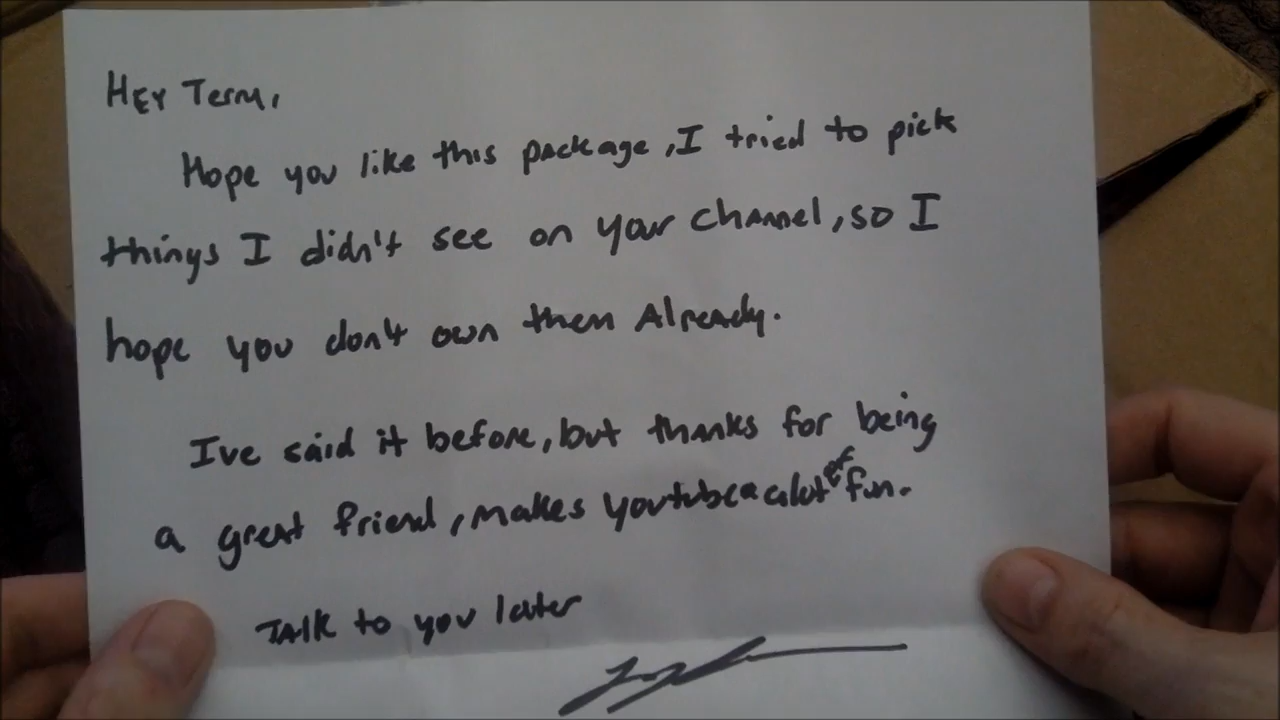 Hey Term,
Hope you like this package, I tried to pick
things I didn't see on your channel, so I
hope you don't own them Already.
Ive said it before, but thanks for being
a great friend, makes youtube a alot of fun.
Talk to you later